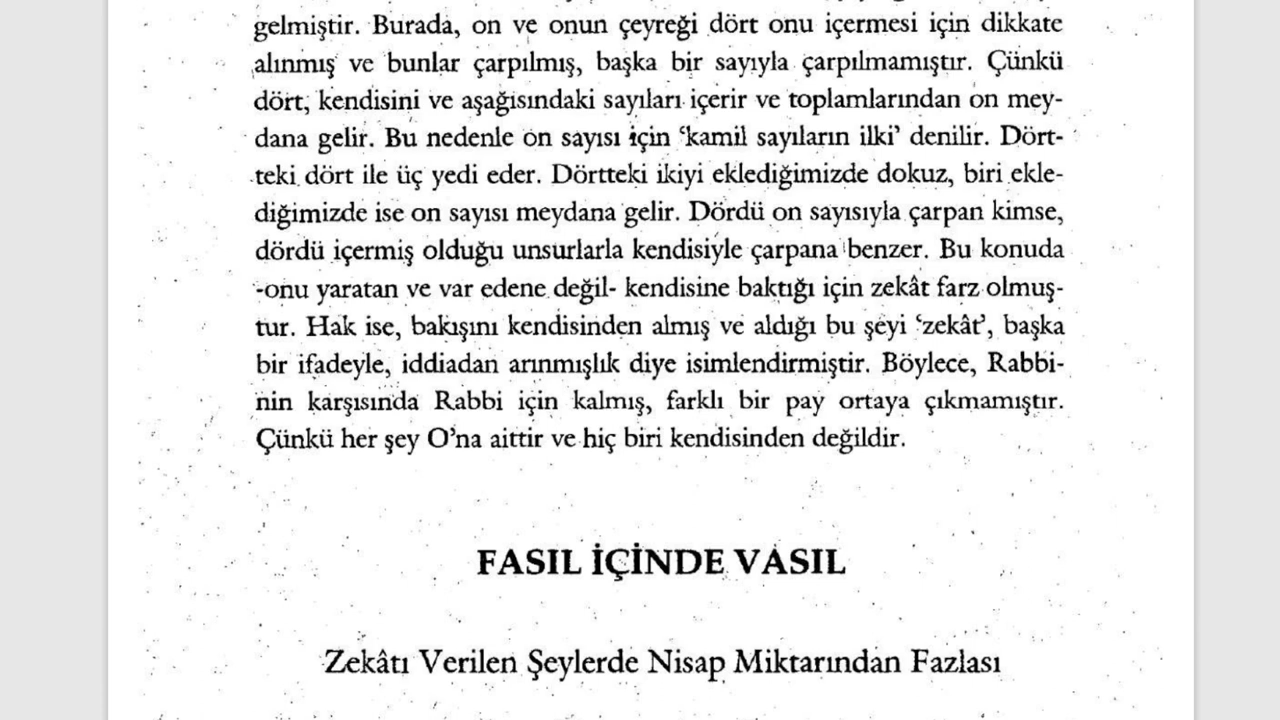 gelmiştir. Burada, on ve onun çeyreği dört onu içermesi için dikkate
alınmış ve bunlar çarpılmış, başka bir sayıyla çarpılmamıştır. Çünkü
dört, kendisini ve aşağısındaki sayıları içerir ve toplamlarından on mey-
dana gelir. Bu nedenle on sayısı için ‘kamil sayıların ilki’ denilir. Dört-
teki dört ile üç yedi eder. Dörtteki ikiyi eklediğimizde dokuz, biri ekle-
diğimizde ise on sayısı meydana gelir. Dördü on sayısıyla çarpan kimse,
dördü içermiş olduğu unsurlarla kendisiyle çarpana benzer. Bu konuda
-onu yaratan ve var edene değil- kendisine baktığı için zekât farz olmuş-
tur. Hak ise, bakışını kendisinden almış ve aldığı bu şeyi ‘zekât’, başka
bir ifadeyle, iddiadan arınmışlık diye isimlendirmiştir. Böylece, Rabbi-
nin karşısında Rabbi için kalmış, farklı bir pay ortaya çıkmamıştır.
Çünkü her şey O’na aittir ve hiç biri kendisinden değildir.
FASIL İÇİNDE VASIL
Zekâtı Verilen Şeylerde Nisap Miktarından Fazlası